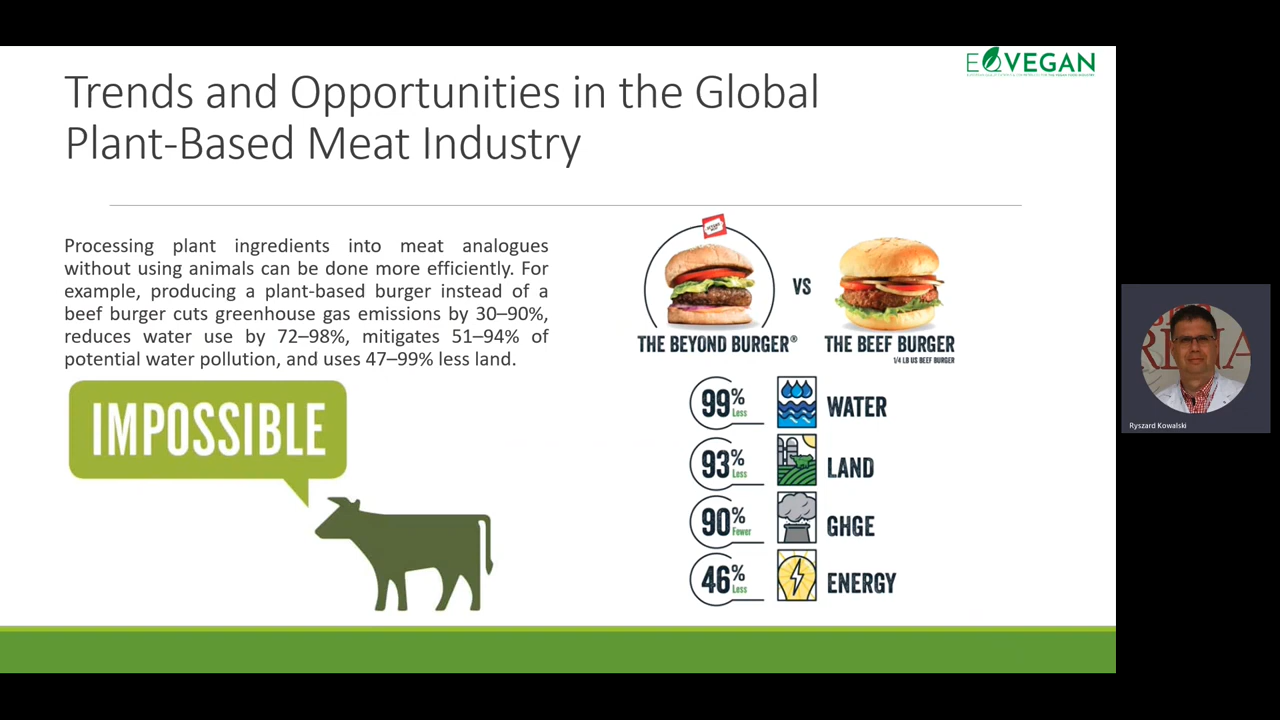 EQVEGAN
Trends and Opportunities in the Global
Plant-Based Meat Industry
Processing plant ingredients into meat analogues
without using animals can be done more efficiently. For
example, producing a plant-based burger instead of a
beef burger cuts greenhouse gas emissions by 30–90%,
reduces water use by 72–98%, mitigates 51–94% of
potential water pollution, and uses 47–99% less land.
IMPOSSIBLE
VS
THE BEYOND BURGER®
THE BEEF BURGER
1/4 LB US BEEF BURGER
99% Less WATER
93% Less LAND
90% Fewer GHGE
46% Less ENERGY
Ryszard Kowalski